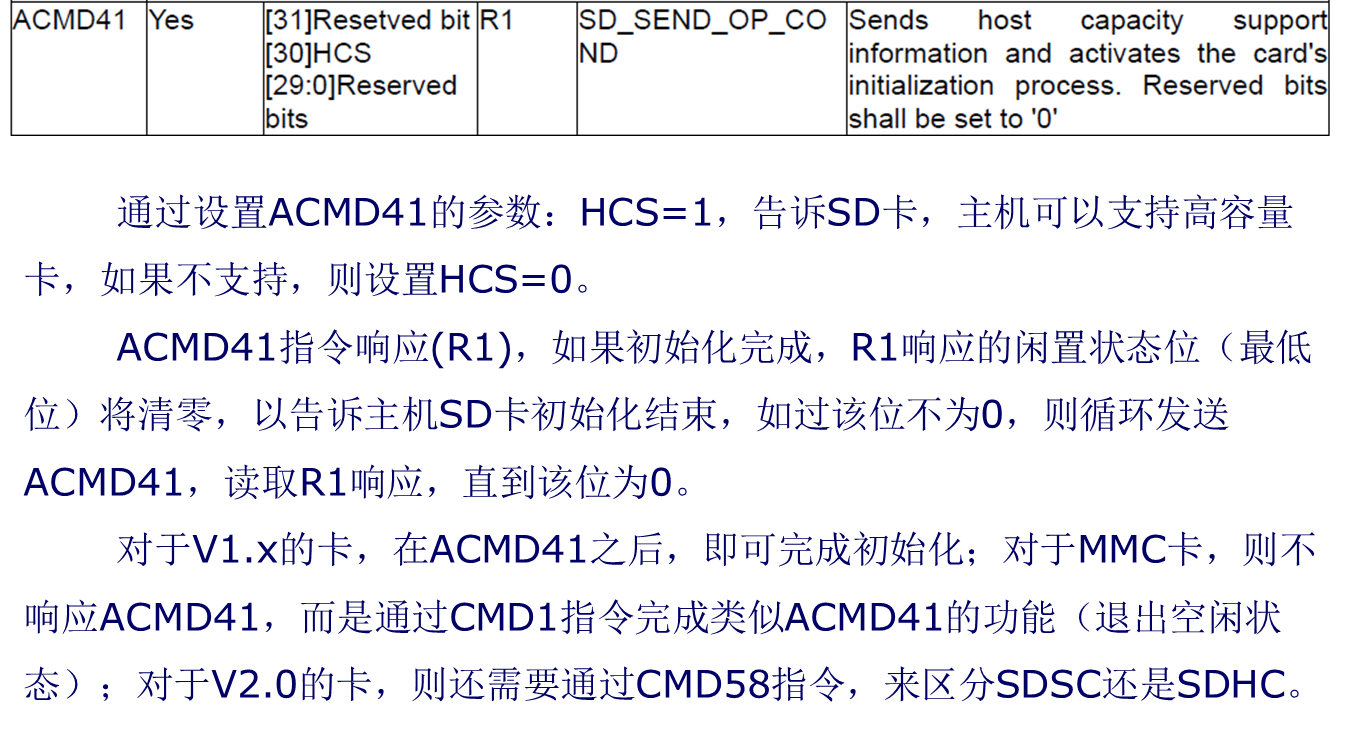 ACMD41 Yes [31]Resetved bit R1 SD_SEND_OP_CO Sends host capacity support
[30]HCS ND information and activates the card's
[29:0]Reserved initialization process. Reserved bits
bits shall be set to '0'
通过设置ACMD41的参数：HCS=1，告诉SD卡，主机可以支持高容量
卡，如果不支持，则设置HCS=0。
ACMD41指令响应(R1)，如果初始化完成，R1响应的闲置状态位（最低
位）将清零，以告诉主机SD卡初始化结束，如过该位不为0，则循环发送
ACMD41，读取R1响应，直到该位为0。
对于V1.x的卡，在ACMD41之后，即可完成初始化；对于MMC卡，则不
响应ACMD41，而是通过CMD1指令完成类似ACMD41的功能（退出空闲状
态）；对于V2.0的卡，则还需要通过CMD58指令，来区分SDSC还是SDHC。